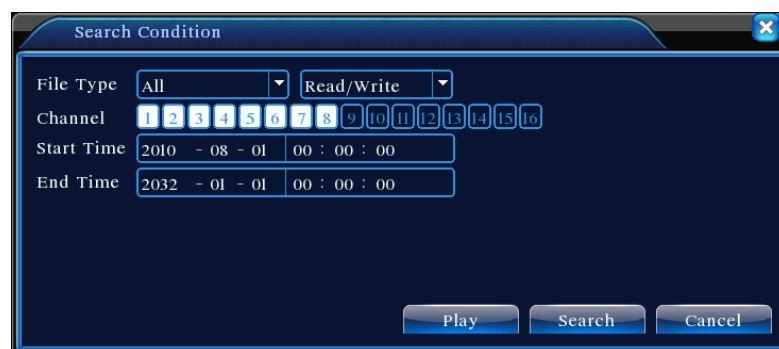 Search Condition
File Type All Read/Write
Channel 1 2 3 4 5 6 7 8 9 10 11 12 13 14 15 16
Start Time 2010 - 08 - 01 00 : 00 : 00
End Time 2032 - 01 - 01 00 : 00 : 00
Play Search Cancel